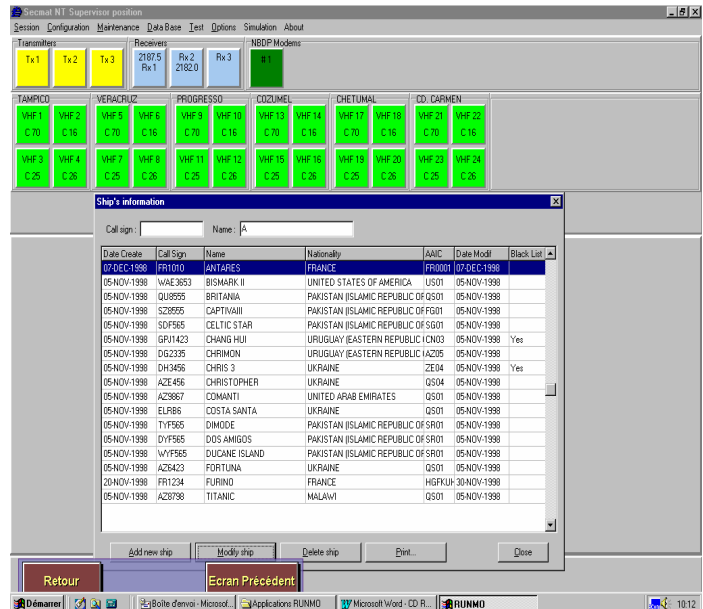 Secmat NT Supervisor position
Session Configuration Maintenance Data Base Test Options Simulation About
Transmitters Receivers NBDP Modems
Tx 1 Tx 2 Tx 3 2187.5 Rx 1 Rx 2 2182.0 Rx 3 # 1
TAMPICO VERACRUZ PROGRESSO COZUMEL CHETUMAL CD. CARMEN
VHF 1 VHF 2 VHF 5 VHF 6 VHF 9 VHF 10 VHF 13 VHF 14 VHF 17 VHF 18 VHF 21 VHF 22
C 70 C 16 C 70 C 16 C 70 C 16 C 70 C 16 C 70 C 16 C 70 C 16
VHF 3 VHF 4 VHF 7 VHF 8 VHF 11 VHF 12 VHF 15 VHF 16 VHF 19 VHF 20 VHF 23 VHF 24
C 25 C 26 C 25 C 26 C 25 C 26 C 25 C 26 C 25 C 26 C 25 C 26
Ship's information
Call sign : Name : A
Date Create Call Sign Name Nationality AAIC Date Modif Black List
07-DEC-1998 FR1010 ANTARES FRANCE FR0001 07-DEC-1998
05-NOV-1998 WAE3653 BISMARK II UNITED STATES OF AMERICA US01 05-NOV-1998
05-NOV-1998 QU8555 BRITANIA PAKISTAN (ISLAMIC REPUBLIC OF QS01 05-NOV-1998
05-NOV-1998 SZ8555 CAPTIVAIII PAKISTAN (ISLAMIC REPUBLIC OF FG01 05-NOV-1998
05-NOV-1998 SDF565 CELTIC STAR PAKISTAN (ISLAMIC REPUBLIC OF SG01 05-NOV-1998
05-NOV-1998 GPJ1423 CHANG HUI URUGUAY (EASTERN REPUBLIC ( CN03 05-NOV-1998 Yes
05-NOV-1998 DG2335 CHRIMON URUGUAY (EASTERN REPUBLIC ( AZ05 05-NOV-1998
05-NOV-1998 DH3456 CHRIS 3 UKRAINE ZE04 05-NOV-1998 Yes
05-NOV-1998 AZE456 CHRISTOPHER UKRAINE QS04 05-NOV-1998
05-NOV-1998 AZ9867 COMANTI UNITED ARAB EMIRATES QS01 05-NOV-1998
05-NOV-1998 ELRB6 COSTA SANTA UKRAINE QS01 05-NOV-1998
05-NOV-1998 TYF565 DIMODE PAKISTAN (ISLAMIC REPUBLIC OF SR01 05-NOV-1998
05-NOV-1998 DYF565 DOS AMIGOS PAKISTAN (ISLAMIC REPUBLIC OF SR01 05-NOV-1998
05-NOV-1998 WYF565 DUCANE ISLAND PAKISTAN (ISLAMIC REPUBLIC OF SR01 05-NOV-1998
05-NOV-1998 AZ6423 FORTUNA UKRAINE QS01 05-NOV-1998
20-NOV-1998 FR1234 FURINO FRANCE HGFKUH 30-NOV-1998
05-NOV-1998 AZ8798 TITANIC MALAWI QS01 05-NOV-1998
Add new ship Modify ship Delete ship Print... Close
Retour Ecran Précédent
Démarrer Boîte d'envoi - Microsof... Applications RUNMO Microsoft Word - CD R... RUNMO 10:12